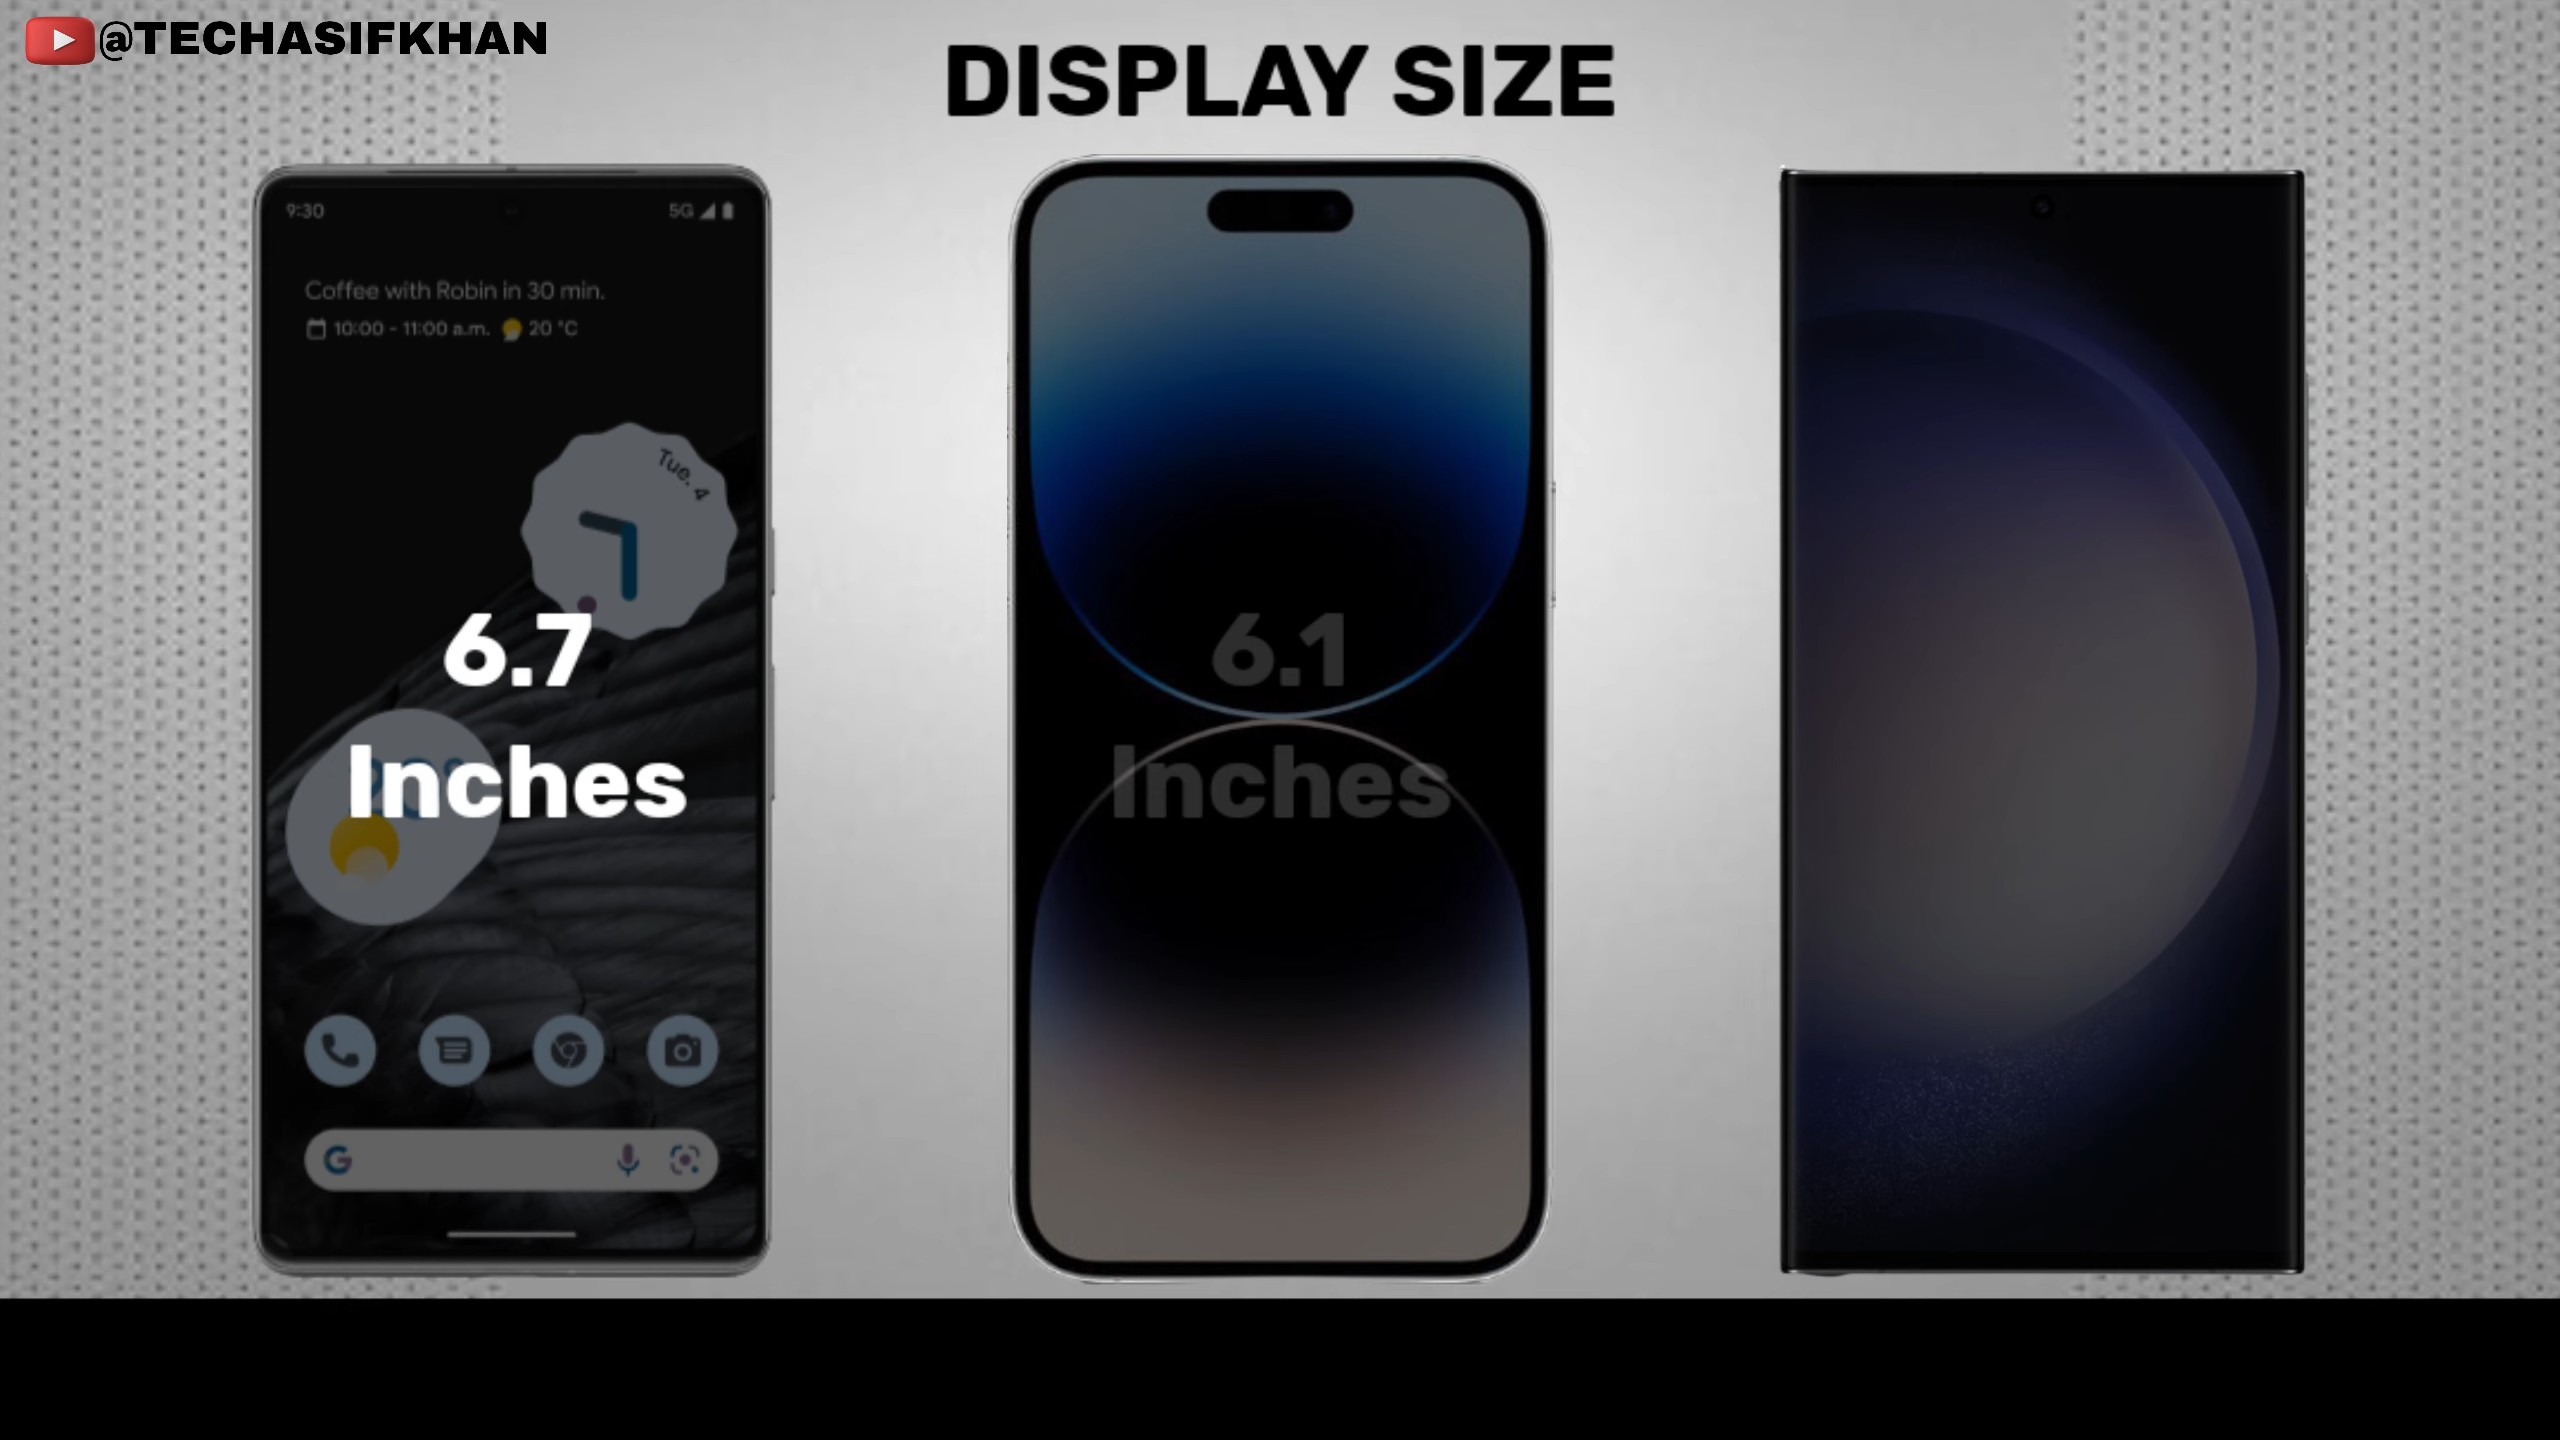 @TECHASIFKHAN
DISPLAY SIZE
9:30
5G
Coffee with Robin in 30 min.
10:00 - 11:00 a.m. 20 °C
Tue. 4
6.7
Inches
6.1
Inches
G